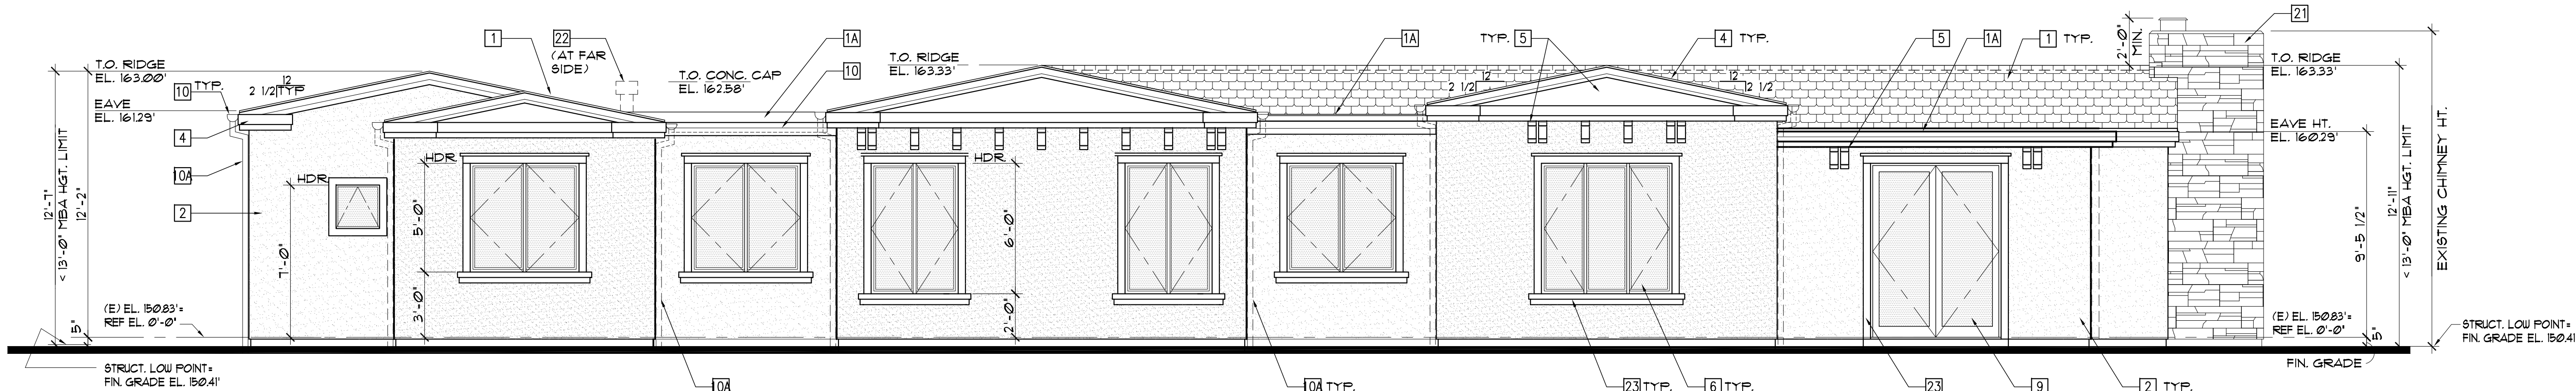 T.O. RIDGE
EL. 163.00'
10 TYP.
EAVE
EL. 161.29'
4
10A
2
12'-7"
< 13'-0" MBA HGT. LIMIT
12'-2"
5"
(E) EL. 150.83'=
REF EL. 0'-0"
STRUCT. LOW POINT=
FIN. GRADE EL. 150.41'
12
2 1/2 TYP
HDR
7'-0"
1
22
(AT FAR
SIDE)
HDR.
5'-0"
3'-0"
10A
T.O. CONC. CAP
EL. 162.58'
1A
10
T.O. RIDGE
EL. 163.33'
HDR.
6'-0"
2'-0"
10A TYP.
1A
TYP. 5
4 TYP.
12
2 1/2
12
2 1/2
23 TYP.
6 TYP.
5
1A
1 TYP.
23
9
2 TYP.
2'-0"
MIN.
21
T.O. RIDGE
EL. 163.33'
EAVE HT.
EL. 160.29'
9'-5 1/2"
12'-11"
< 13'-0" MBA HGT. LIMIT
EXISTING CHIMNEY HT.
(E) EL. 150.83'=
REF EL. 0'-0"
5"
FIN. GRADE
STRUCT. LOW POINT=
FIN. GRADE EL. 150.41